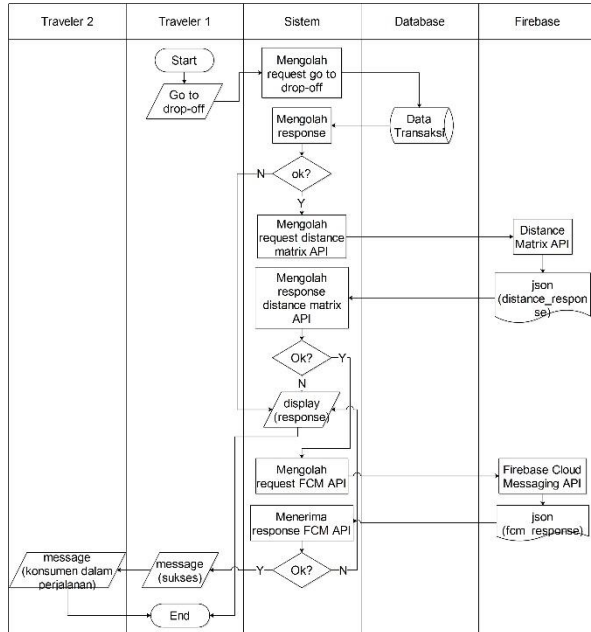 Traveler 2
Traveler 1
Sistem
Database
Firebase
Start
Go to
drop-off
Mengolah
request go to
drop-off
Data
Transaksi
Mengolah
response
ok?
N
Y
Mengolah
request distance
matrix API
Distance
Matrix API
json
(distance_respon
se)
Mengolah
response
distance matrix
API
Ok?
Y
N
display
(response)
Mengolah
request FCM API
Firebase Cloud
Messaging API
json
(fcm_response)
Menerima
response FCM API
Ok?
N
Y
message
(sukses)
message
(konsumen dalam
perjalanan)
End